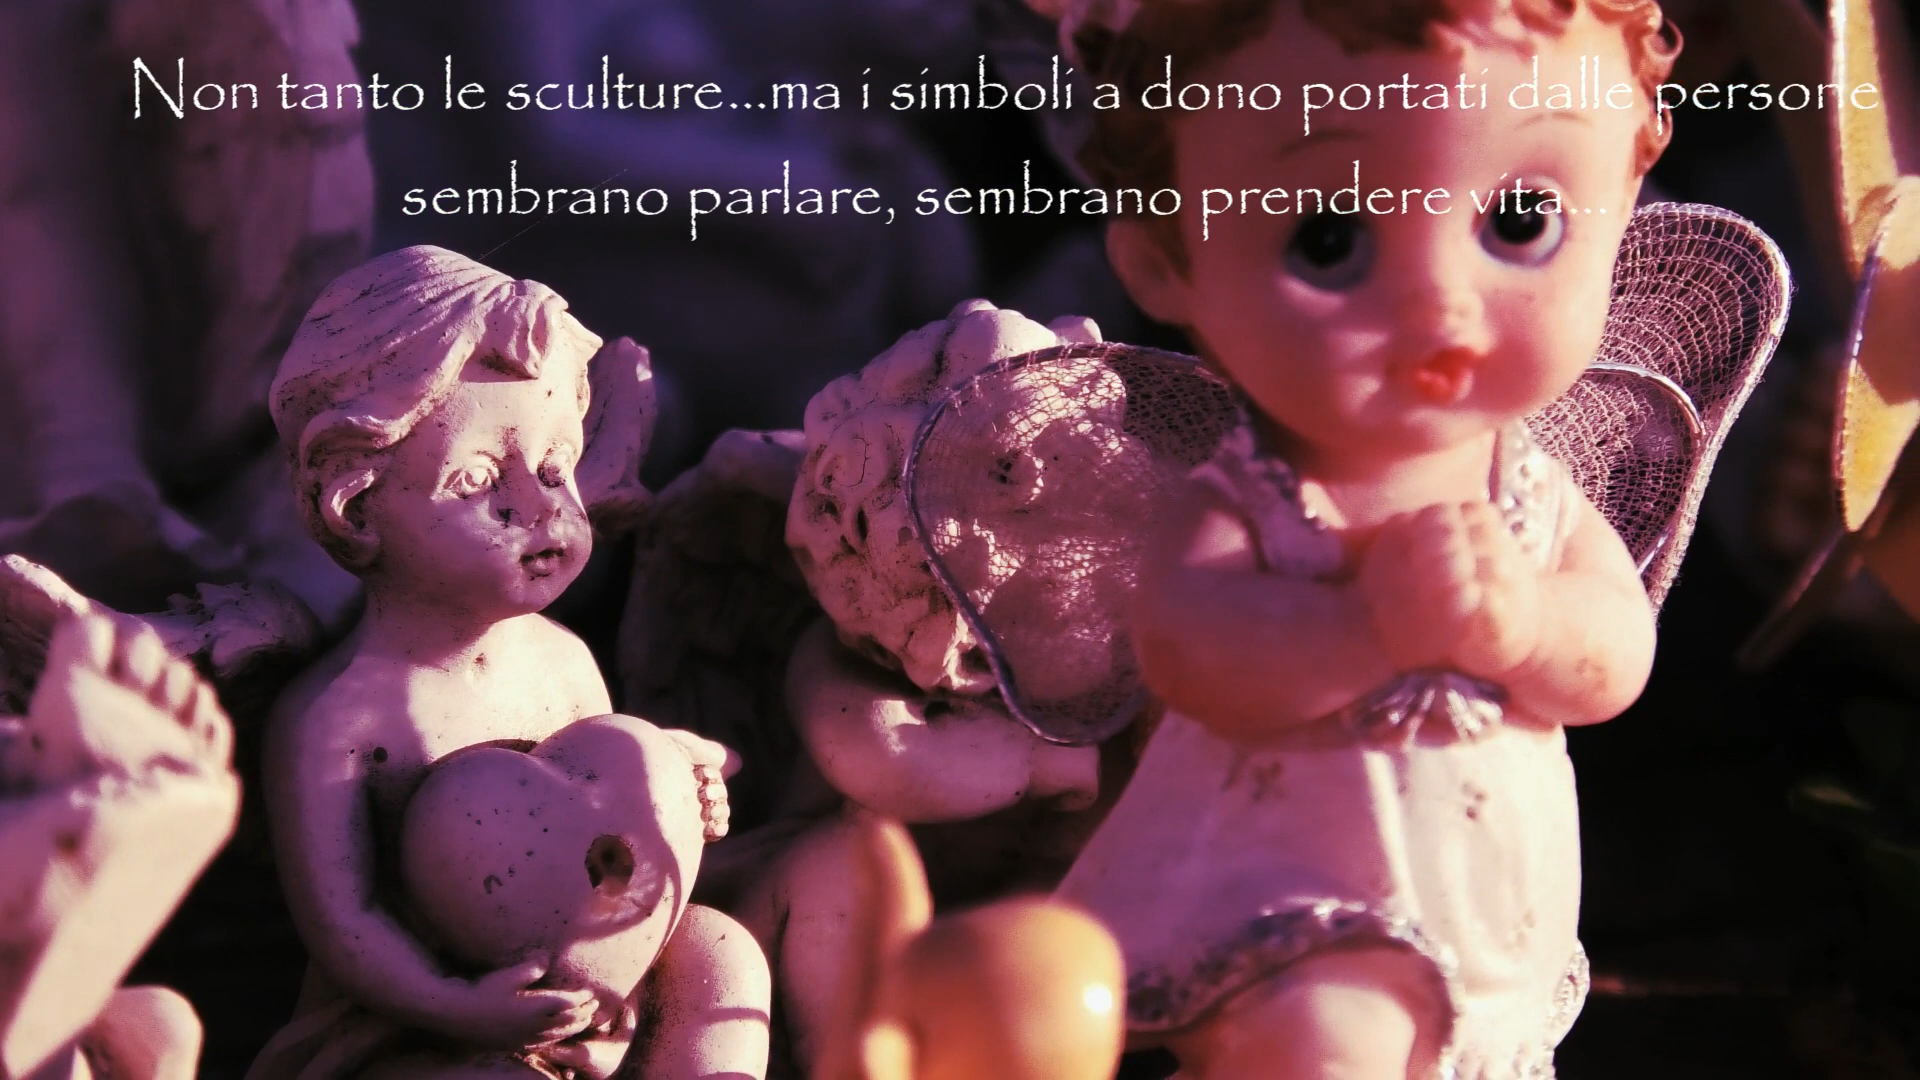 Non tanto le sculture...ma i simboli a dono portati dalle persone
sembrano parlare, sembrano prendere vita...